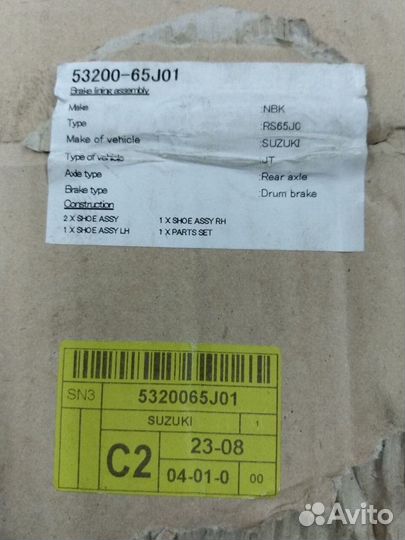 53200-65J01
Brake lining assembly
Make :NBK
Type :RS65J0
Make of vehicle :SUZUKI
Type of vehicle :JT
Axle type :Rear axle
Brake type :Drum brake
Construction
2 X SHOE ASSY 1 X SHOE ASSY RH
1 X SHOE ASSY LH 1 X PARTS SET
SN3 5320065J01
SUZUKI 1
C2 23-08
04-01-0 00
Avito